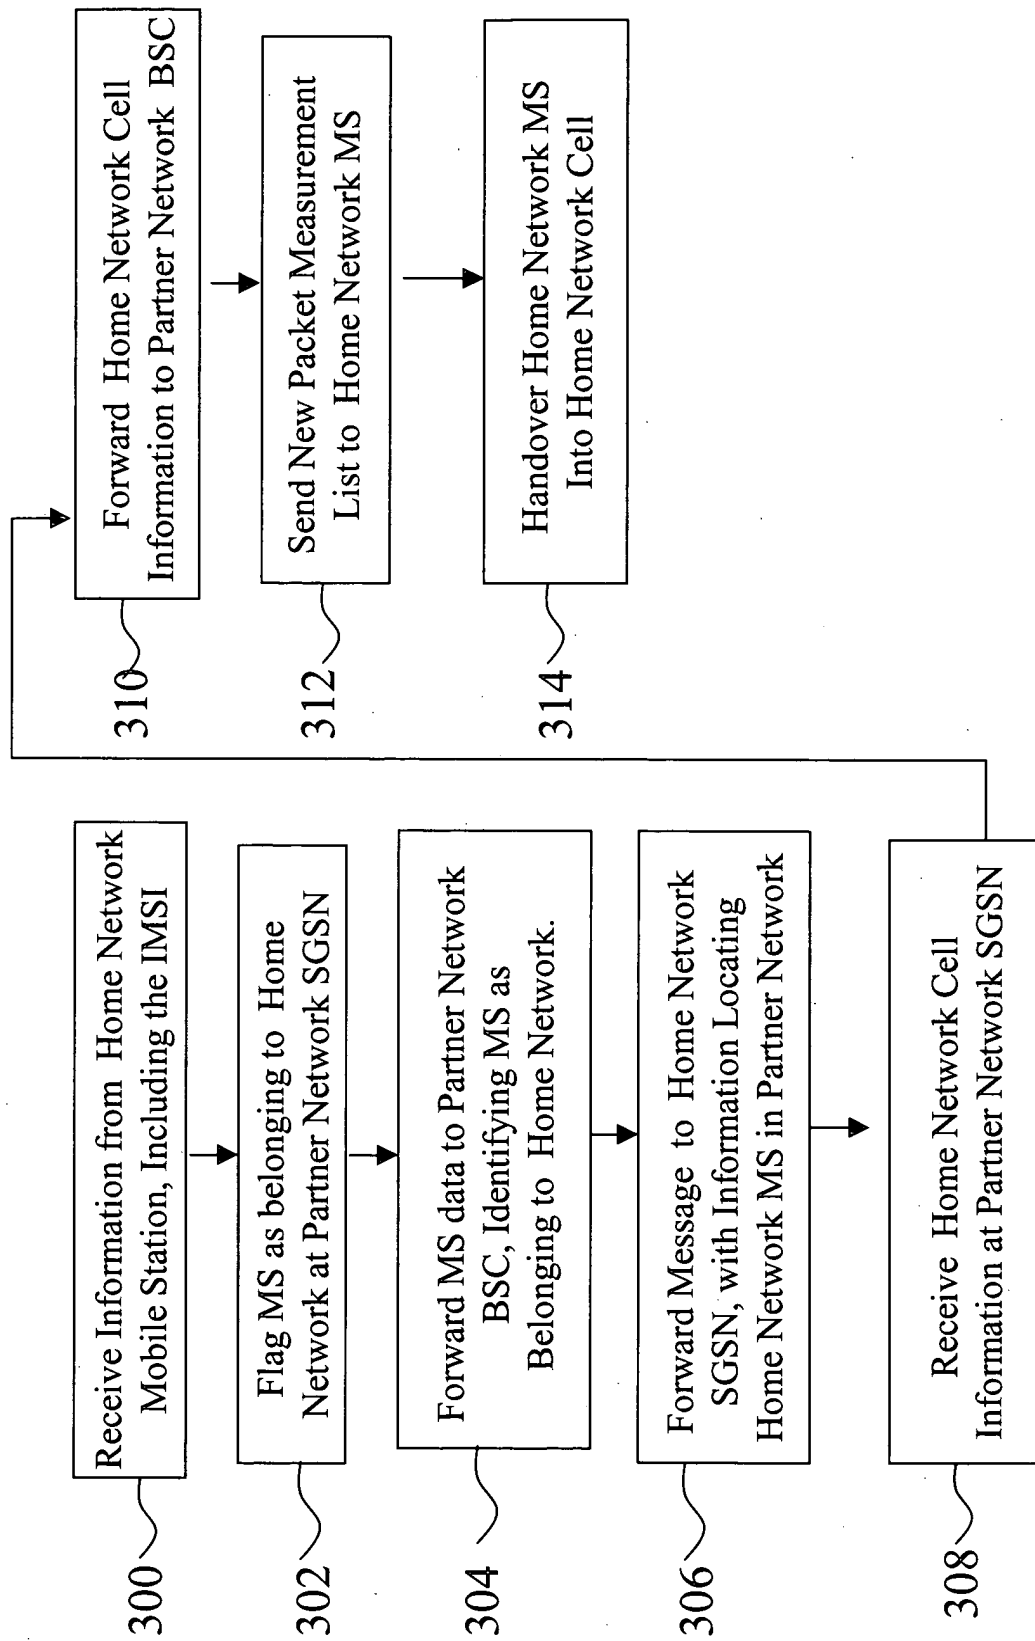 300
Receive Information from Home Network
Mobile Station, Including the IMSI
302
Flag MS as belonging to Home
Network at Partner Network SGSN
304
Forward MS data to Partner Network
BSC, Identifying MS as
Belonging to Home Network.
306
Forward Message to Home Network
SGSN, with Information Locating
Home Network MS in Partner Network
308
Receive Home Network Cell
Information at Partner Network SGSN
310
Forward Home Network Cell
Information to Partner Network BSC
312
Send New Packet Measurement
List to Home Network MS
314
Handover Home Network MS
Into Home Network Cell